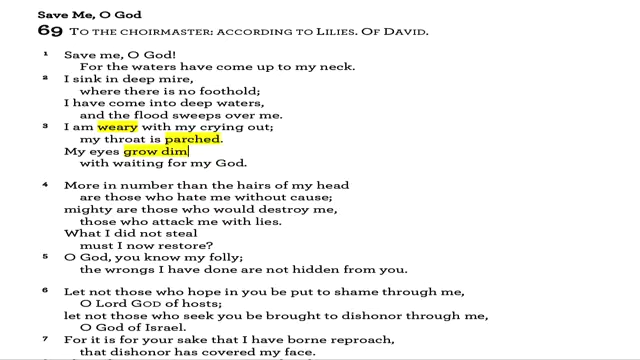 Save Me, O God
69 TO THE CHOIRMASTER: ACCORDING TO LILIES. OF DAVID.
1 Save me, O God!
For the waters have come up to my neck.
2 I sink in deep mire,
where there is no foothold;
I have come into deep waters,
and the flood sweeps over me.
3 I am weary with my crying out;
my throat is parched.
My eyes grow dim
with waiting for my God.
4 More in number than the hairs of my head
are those who hate me without cause;
mighty are those who would destroy me,
those who attack me with lies.
What I did not steal
must I now restore?
5 O God, you know my folly;
the wrongs I have done are not hidden from you.
6 Let not those who hope in you be put to shame through me,
O Lord GOD of hosts;
let not those who seek you be brought to dishonor through me,
O God of Israel.
7 For it is for your sake that I have borne reproach,
that dishonor has covered my face.